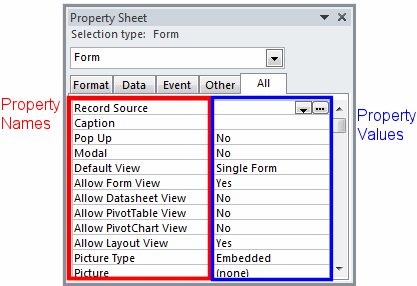 Property Sheet
Selection type: Form
Form
Format Data Event Other All
Property Names
Property Values
Record Source
Caption
Pop Up No
Modal No
Default View Single Form
Allow Form View Yes
Allow Datasheet View No
Allow PivotTable View No
Allow PivotChart View No
Allow Layout View Yes
Picture Type Embedded
Picture (none)